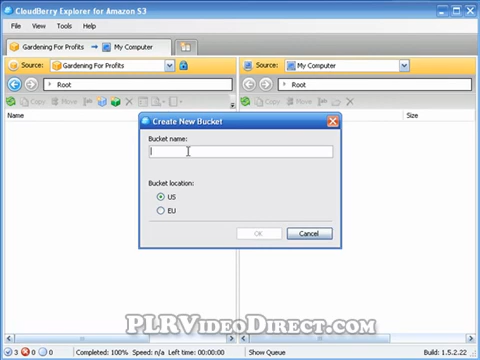 CloudBerry Explorer for Amazon S3
File View Tools Help
Gardening For Profits → My Computer
Source: Gardening For Profits
Source: My Computer
Root
Root
Copy Move
Copy Move
Name
Size
Create New Bucket
Bucket name:
Bucket location:
US
EU
OK Cancel
PLRVideoDirect.com
3 0 0 Completed: 100% Speed: n/a Left time: 00:00:00 Show Queue Build: 1.5.2.22